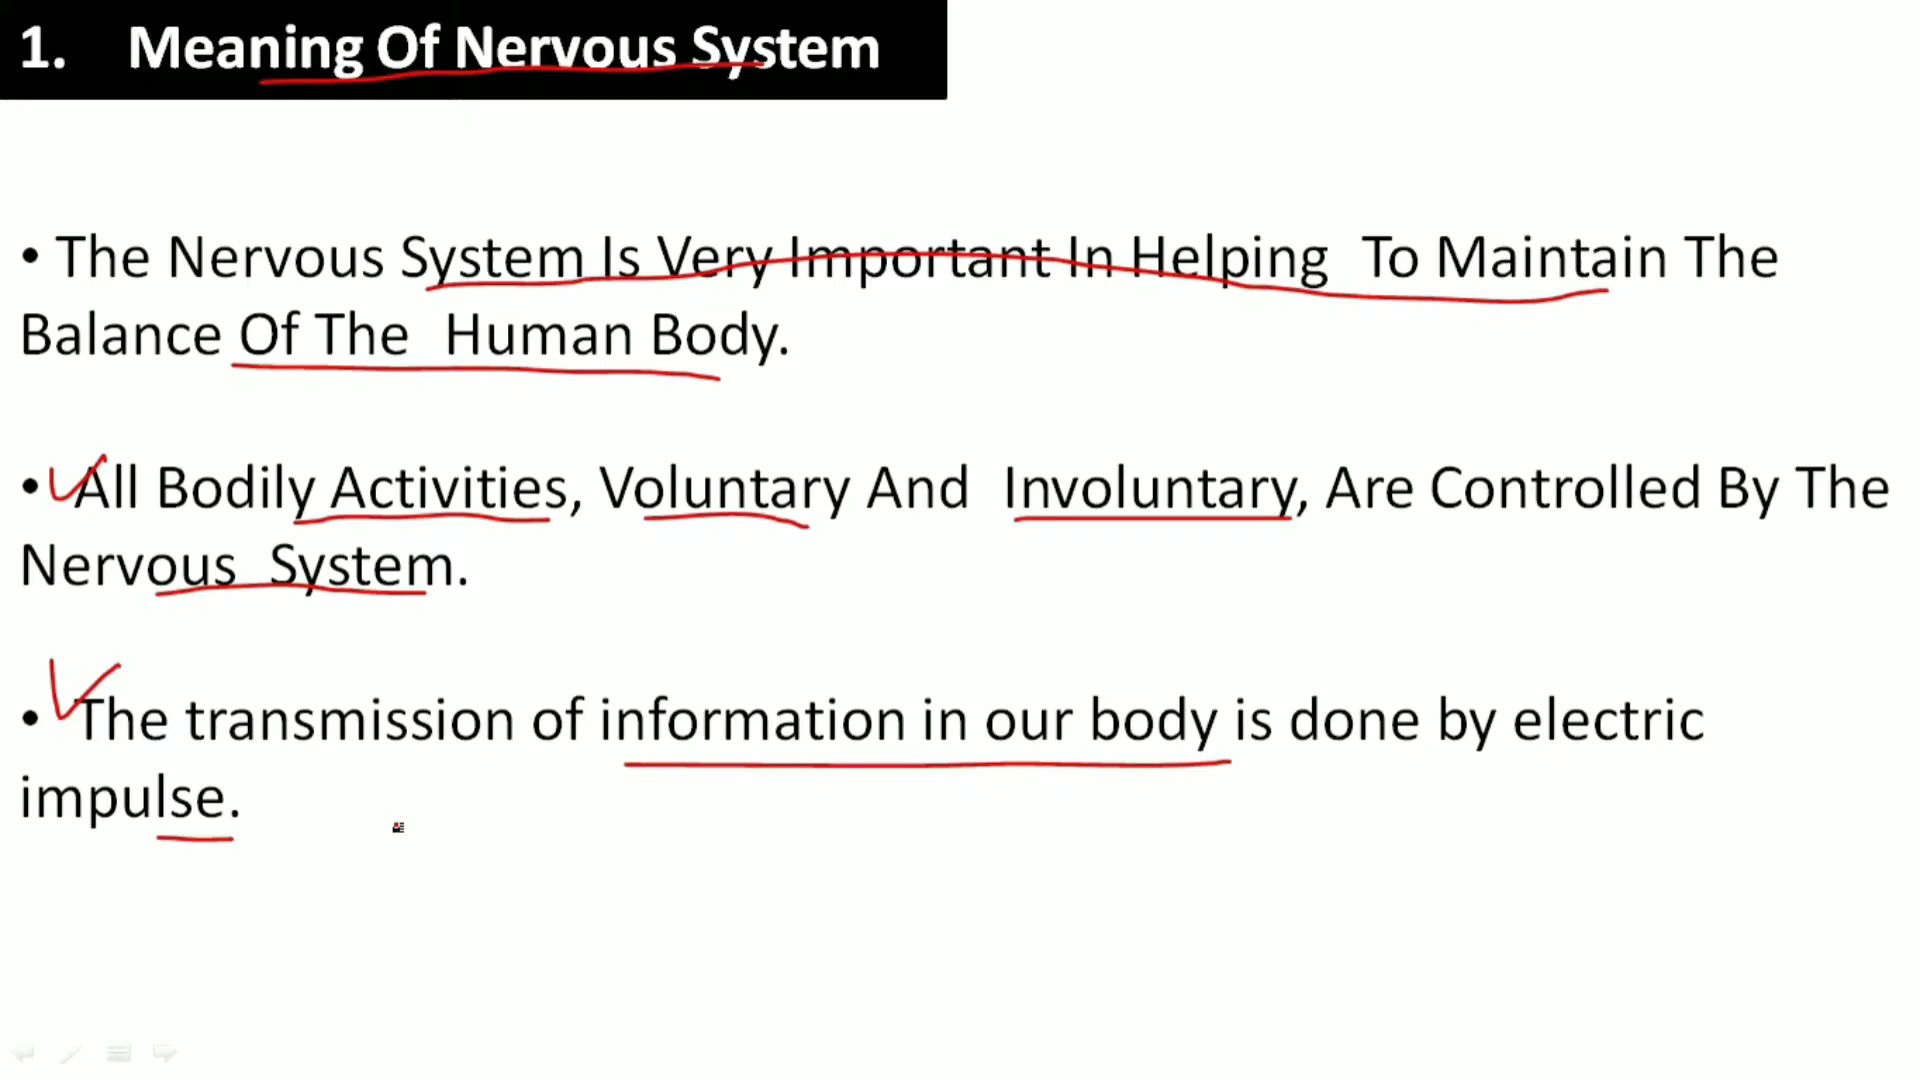 1. Meaning Of Nervous System
• The Nervous System Is Very Important In Helping To Maintain The
Balance Of The Human Body.
• All Bodily Activities, Voluntary And Involuntary, Are Controlled By The
Nervous System.
• The transmission of information in our body is done by electric
impulse.